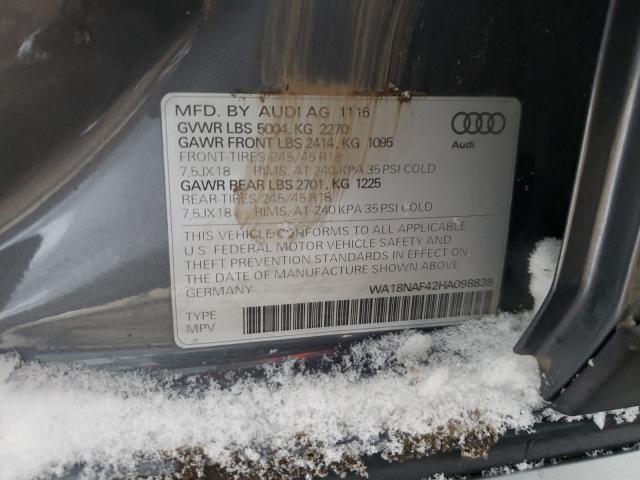 MFD. BY AUDI AG 11 16
GVWR LBS 5004, KG 2270
GAWR FRONT LBS 2414, KG 1095
FRONT-TIRES 245/45 R18
7,5JX18 RIMS, AT 240 KPA 35 PSI COLD
GAWR REAR LBS 2701, KG 1225
REAR-TIRES 245/45 R18
7,5JX18 RIMS, AT 240 KPA 35 PSI COLD
Audi
THIS VEHICLE CONFORMS TO ALL APPLICABLE
U S FEDERAL MOTOR VEHICLE SAFETY AND
THEFT PREVENTION STANDARDS IN EFFECT ON
THE DATE OF MANUFACTURE SHOWN ABOVE.
GERMANY WA18NAF42HA098839
TYPE
MPV